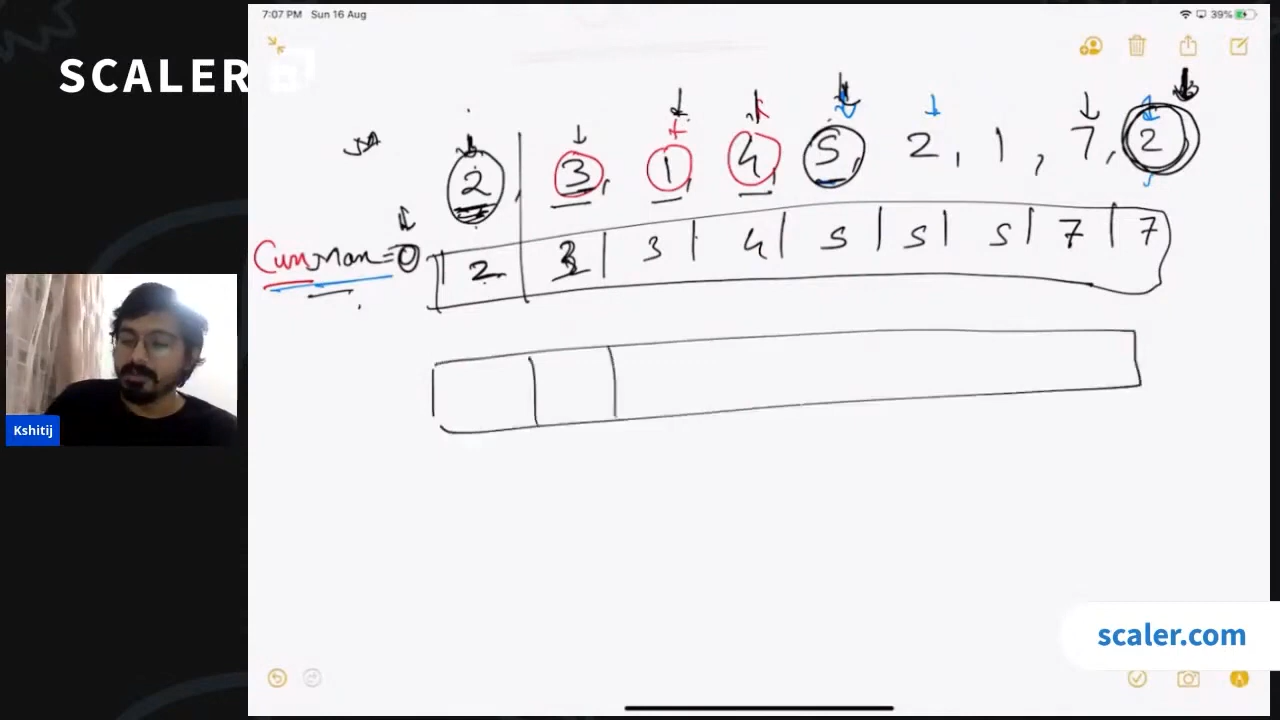 7:07 PM Sun 16 Aug 39%
SCALER
2, 3, 1, 4, 5, 2, 1, 7, 2
CumMax=0 2 3 3 4 5 5 5 7 7
Kshitij
scaler.com